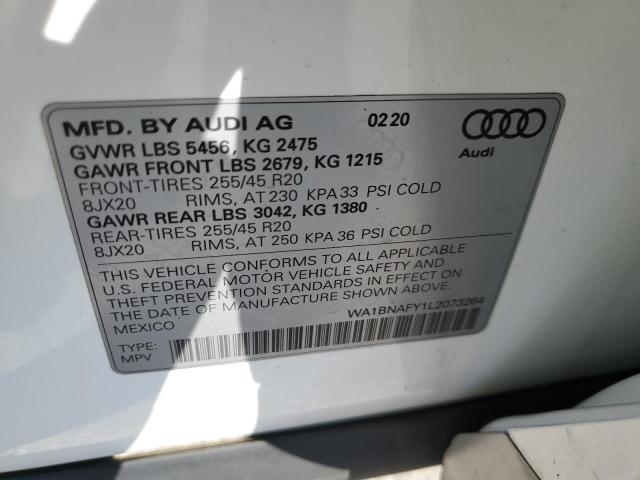 MFD. BY AUDI AG 02 20
GVWR LBS 5456, KG 2475
GAWR FRONT LBS 2679, KG 1215
FRONT-TIRES 255/45 R20
8JX20 RIMS, AT 230 KPA 33 PSI COLD
GAWR REAR LBS 3042, KG 1380
REAR-TIRES 255/45 R20
8JX20 RIMS, AT 250 KPA 36 PSI COLD
Audi
THIS VEHICLE CONFORMS TO ALL APPLICABLE
U.S. FEDERAL MOTOR VEHICLE SAFETY AND
THEFT PREVENTION STANDARDS IN EFFECT ON
THE DATE OF MANUFACTURE SHOWN ABOVE.
MEXICO
WA1BNAFY1L2073264
TYPE:
MPV